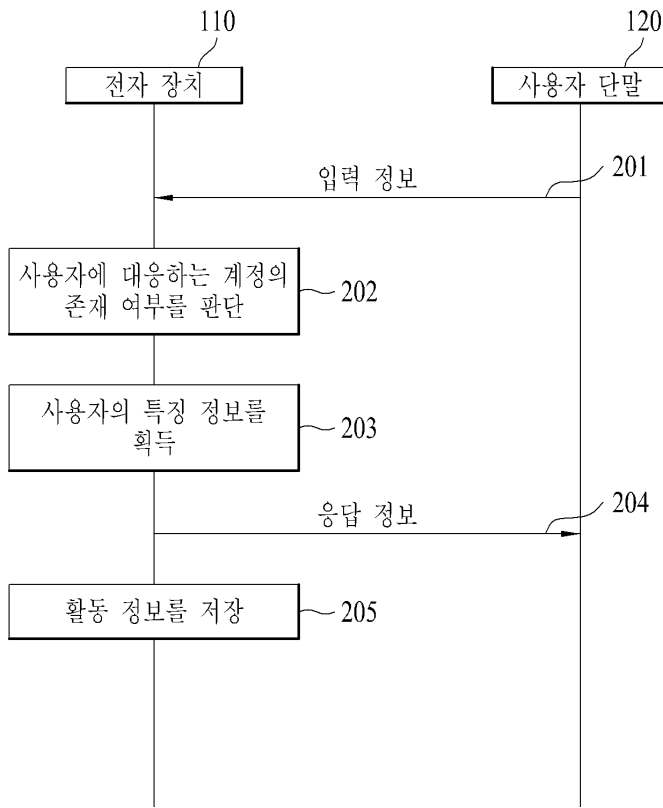 110
120
전자 장치
사용자 단말
입력 정보
201
사용자에 대응하는 계정의
존재 여부를 판단
202
사용자의 특징 정보를
획득
203
응답 정보
204
활동 정보를 저장
205